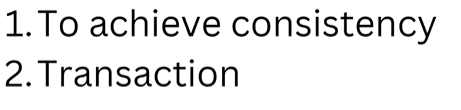 1. To achieve consistency
2. Transaction